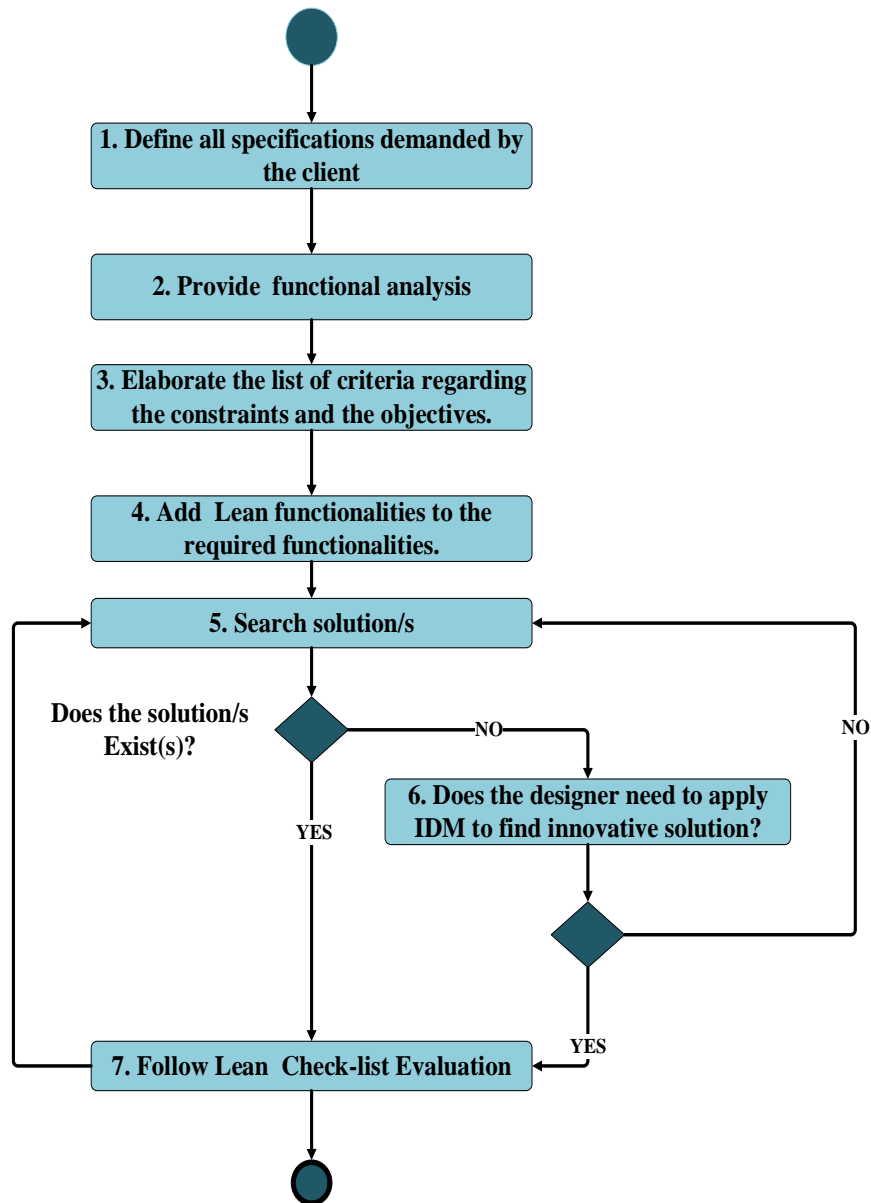 1. Define all specifications demanded by
the client
2. Provide  functional analysis
3. Elaborate the list of criteria regarding
the constraints and the objectives.
4. Add  Lean functionalities to the
required functionalities.
5. Search solution/s
Does the solution/s
Exist(s)?
NO
NO
6. Does the designer need to apply
IDM to find innovative solution?
YES
YES
7. Follow Lean  Check-list Evaluation